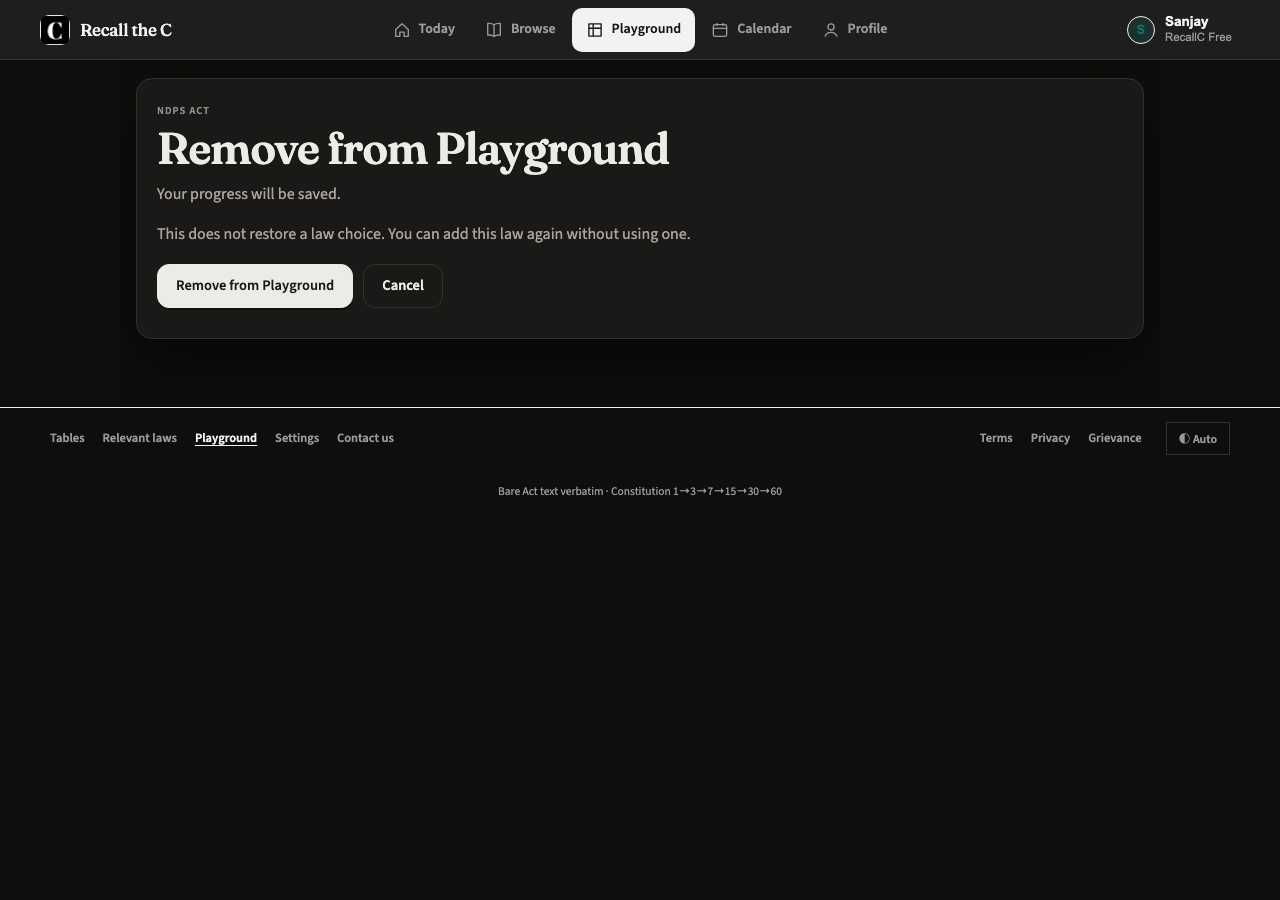 C Recall the C
Today
Browse
Playground
Calendar
Profile
S
Sanjay
RecallC Free
NDPS ACT
Remove from Playground
Your progress will be saved.
This does not restore a law choice. You can add this law again without using one.
Remove from Playground
Cancel
Tables
Relevant laws
Playground
Settings
Contact us
Terms
Privacy
Grievance
Auto
Bare Act text verbatim · Constitution 1→3→7→15→30→60